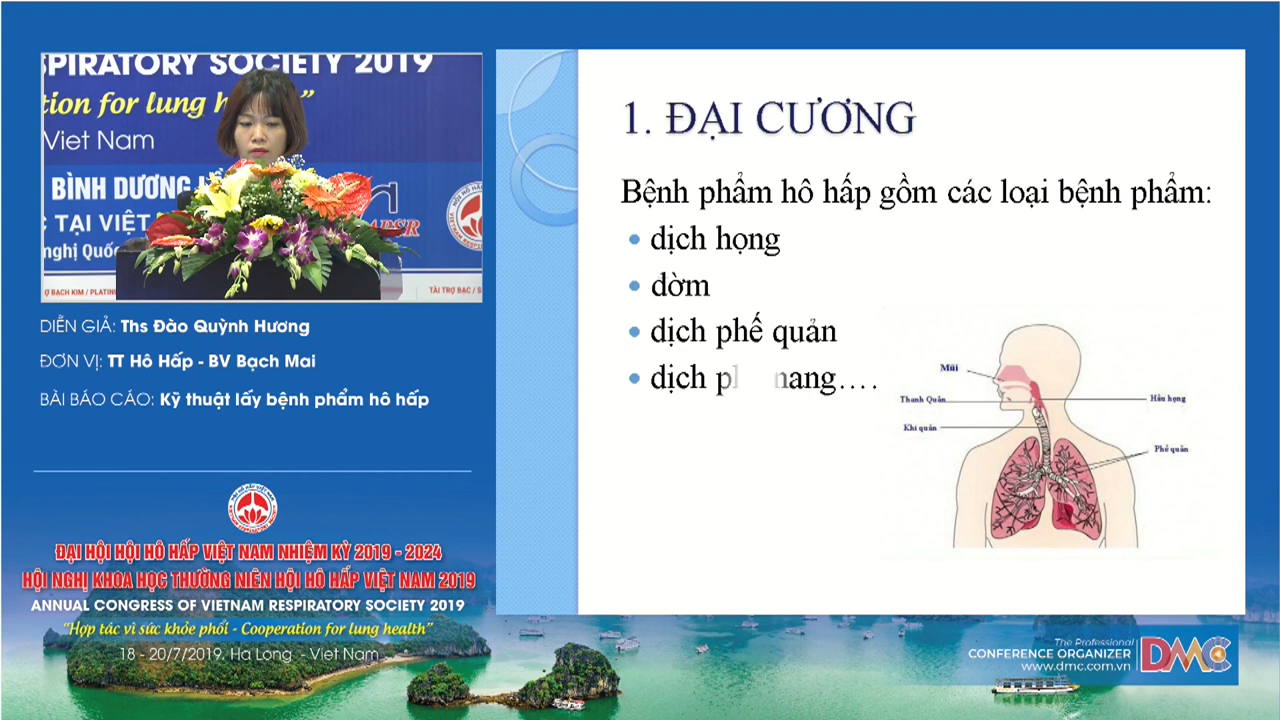 SPIRATORY SOCIETY 2019
tion for lung he
”
Viet Nam
BÌNH DƯƠNG
C TẠI VIỆT
APSR
nghị Quốc
TÀI TRỢ BẠC / S
DIỄN GIẢ: Ths Đào Quỳnh Hương
ĐƠN VỊ: TT Hô Hấp - BV Bạch Mai
BÀI BÁO CÁO: Kỹ thuật lấy bệnh phẩm hô hấp
ĐẠI HỘI HỘI HÔ HẤP VIỆT NAM NHIỆM KỲ 2019 - 2024
HỘI NGHỊ KHOA HỌC THƯỜNG NIÊN HỘI HÔ HẤP VIỆT NAM 2019
ANNUAL CONGRESS OF VIETNAM RESPIRATORY SOCIETY 2019
“Hợp tác vì sức khỏe phổi - Cooperation for lung health”
18 - 20/7/2019. Ha Long - Viet Nam
1. ĐẠI CƯƠNG
Bệnh phẩm hô hấp gồm các loại bệnh phẩm:
• dịch họng
• đờm
• dịch phế quản
• dịch p nang….
Mũi
Thanh Quản
Hầu họng
Khí quản
Phế quản
The Professional
CONFERENCE ORGANIZER
www.dmc.com.vn
DMC